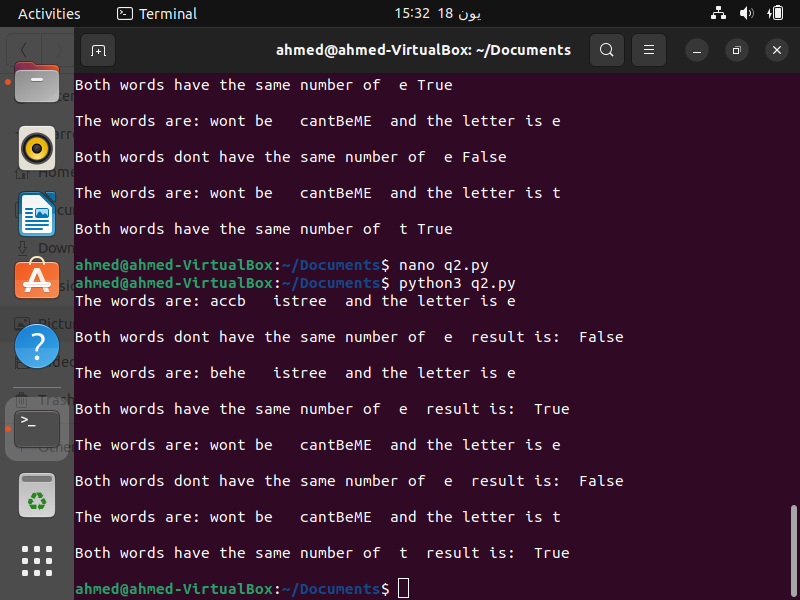 Activities Terminal 15:32 18 يون
ahmed@ahmed-VirtualBox: ~/Documents
Both words have the same number of  e True
The words are: wont be   cantBeME  and the letter is e
Both words dont have the same number of  e False
The words are: wont be   cantBeME  and the letter is t
Both words have the same number of  t True
ahmed@ahmed-VirtualBox:~/Documents$ nano q2.py
ahmed@ahmed-VirtualBox:~/Documents$ python3 q2.py
The words are: accb   istree  and the letter is e
Both words dont have the same number of  e  result is:  False
The words are: behe   istree  and the letter is e
Both words have the same number of  e  result is:  True
The words are: wont be   cantBeME  and the letter is e
Both words dont have the same number of  e  result is:  False
The words are: wont be   cantBeME  and the letter is t
Both words have the same number of  t  result is:  True
ahmed@ahmed-VirtualBox:~/Documents$